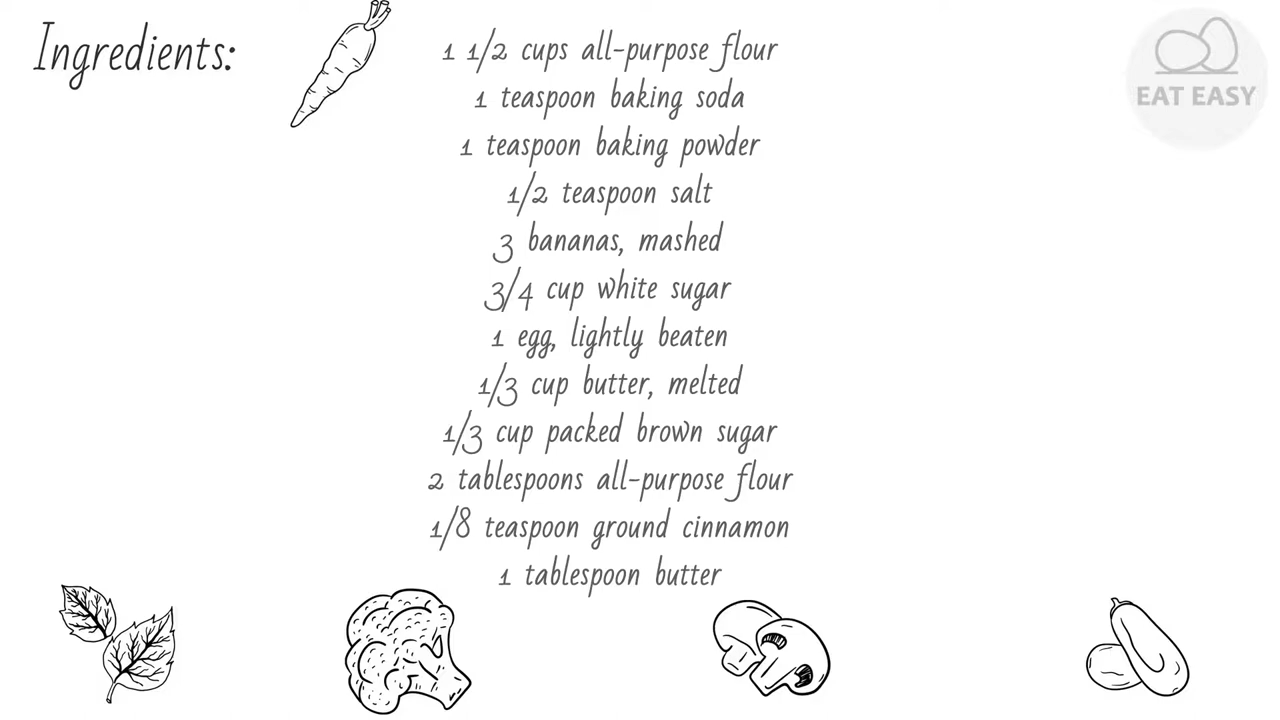 Ingredients:
1 1/2 cups all-purpose flour
1 teaspoon baking soda
1 teaspoon baking powder
1/2 teaspoon salt
3 bananas, mashed
3/4 cup white sugar
1 egg, lightly beaten
1/3 cup butter, melted
1/3 cup packed brown sugar
2 tablespoons all-purpose flour
1/8 teaspoon ground cinnamon
1 tablespoon butter
EAT EASY